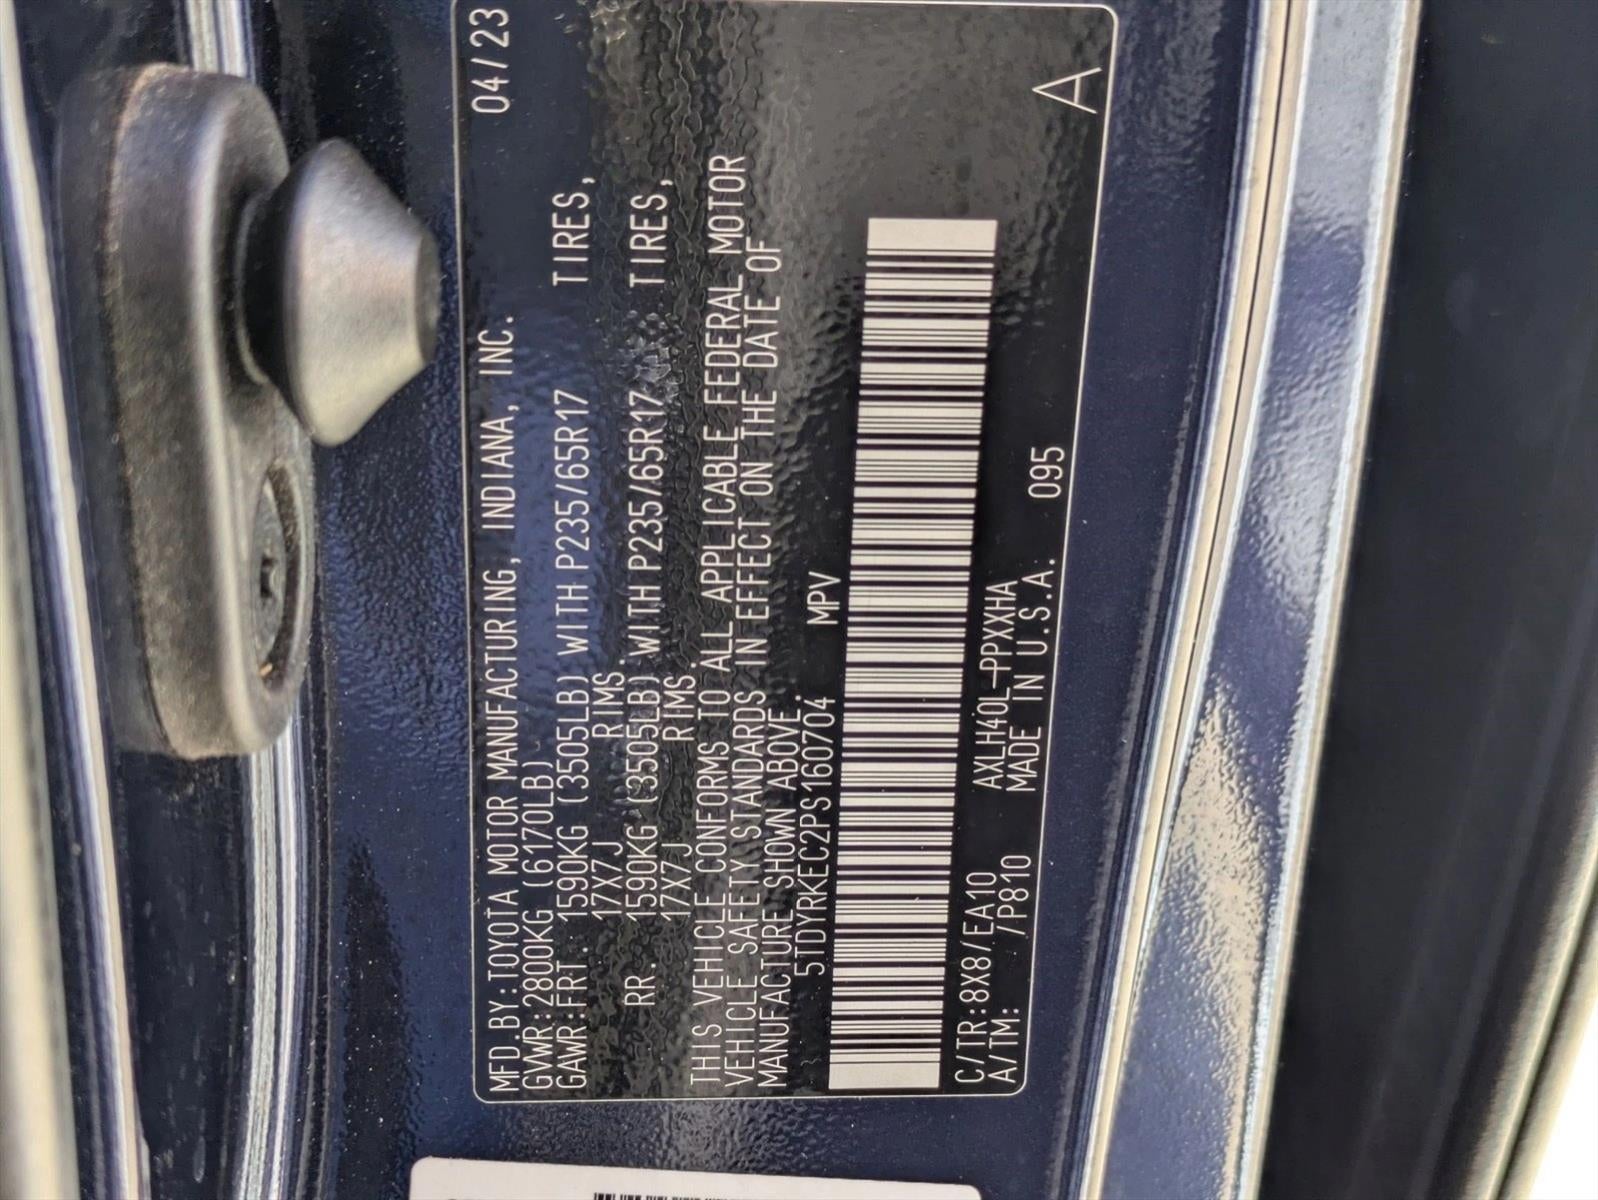 MFD.BY:TOYOTA MOTOR MANUFACTURING, INDIANA, INC. 04/23
GVWR:2800KG (6170LB)
GAWR:FRT. 1590KG (3505LB) WITH P235/65R17 TIRES,
17X7J RIMS.
RR. 1590KG (3505LB) WITH P235/65R17 TIRES,
17X7J RIMS.
THIS VEHICLE CONFORMS TO ALL APPLICABLE FEDERAL MOTOR
VEHICLE SAFETY STANDARDS IN EFFECT ON THE DATE OF
MANUFACTURE SHOWN ABOVE.
5TDYRKEC2PS160704 MPV
C/TR:8X8/EA10 AXLH40L-PPXXHA
A/TM: /P810 MADE IN U.S.A. 095
A